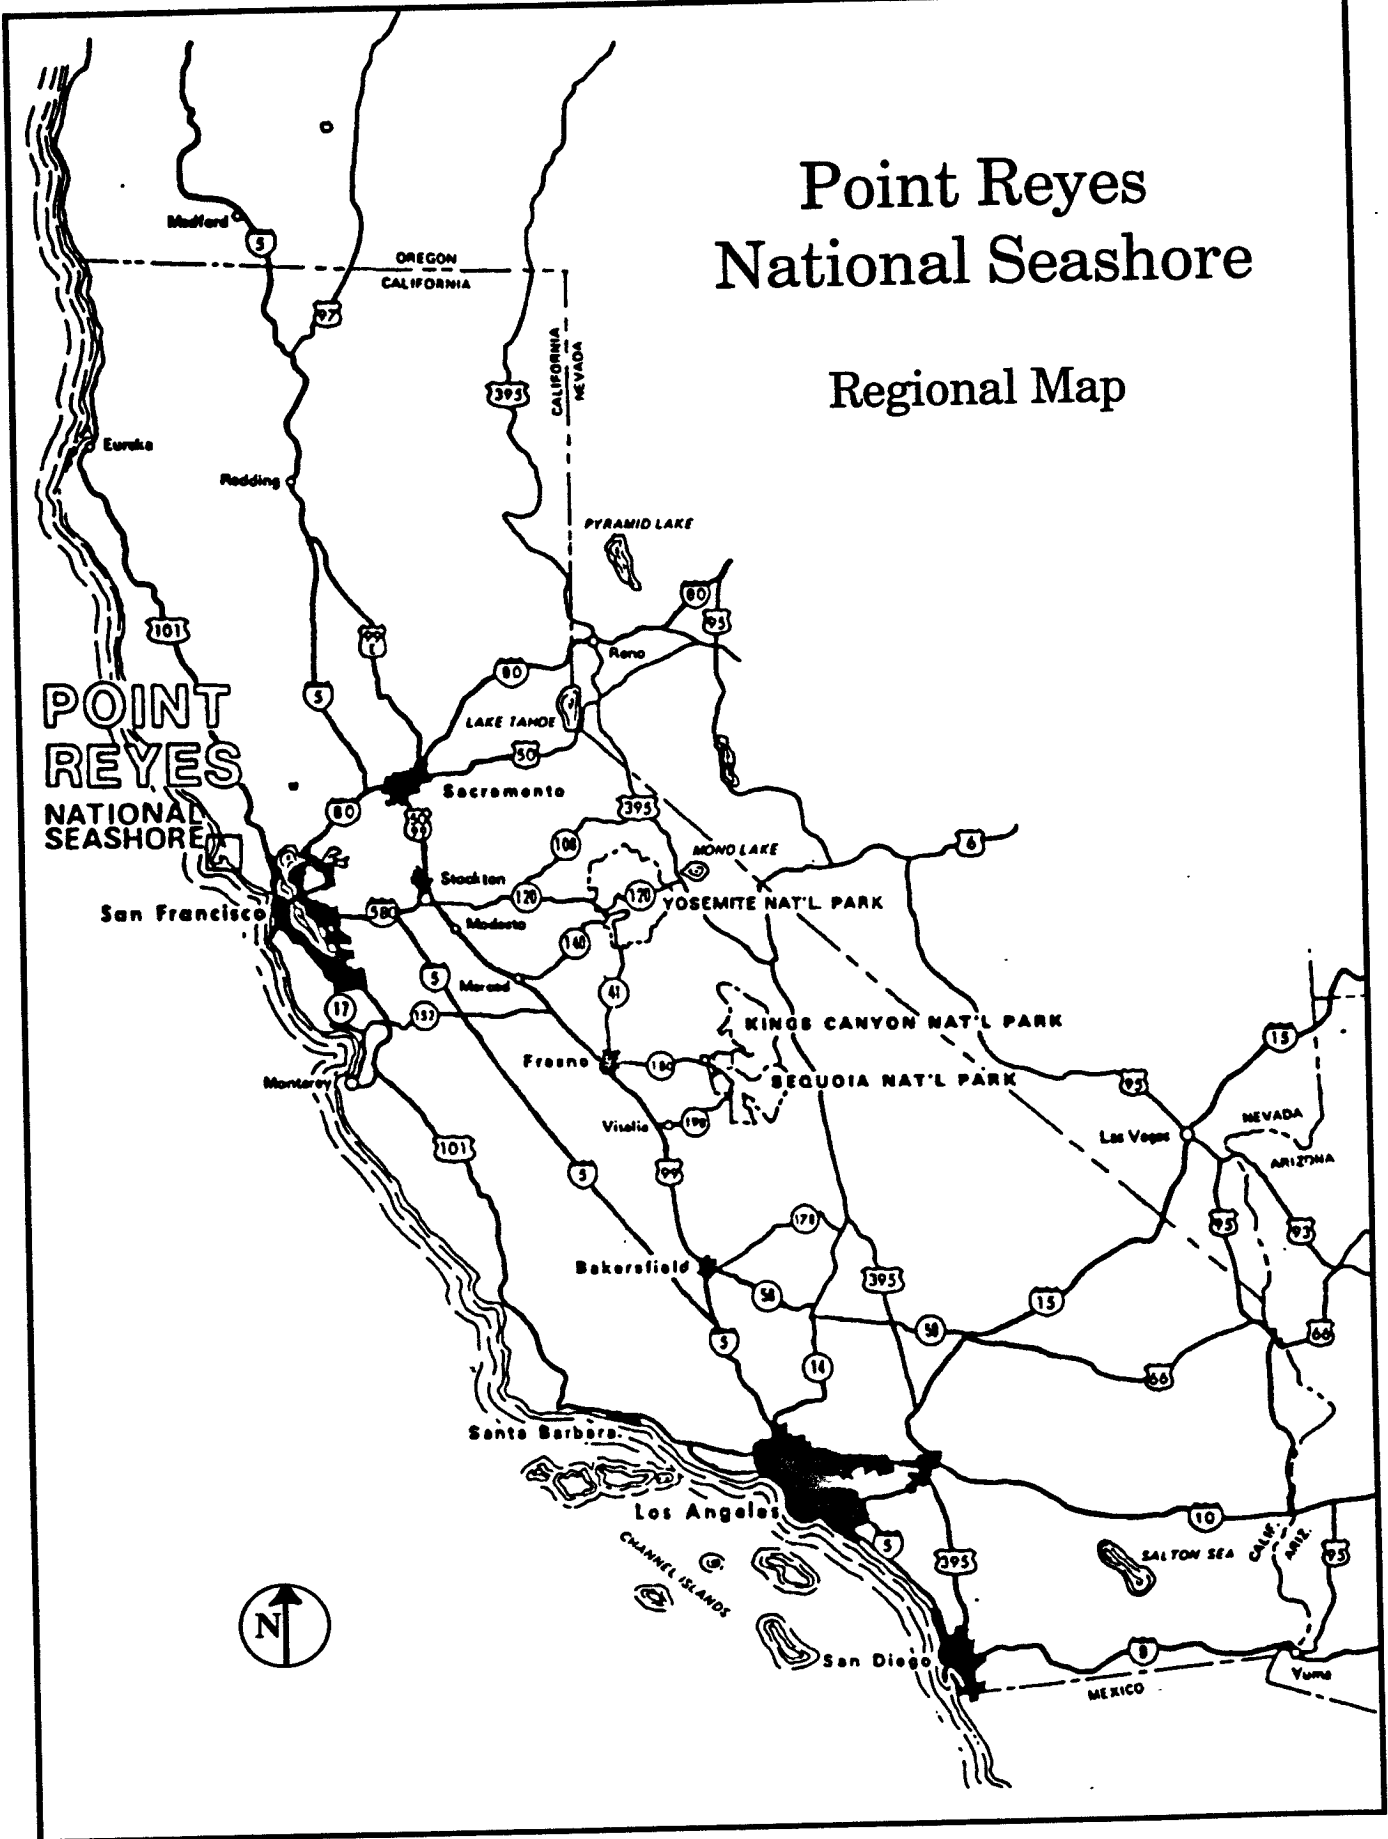 Point Reyes
National Seashore
Regional Map
Medford
5
OREGON
CALIFORNIA
97
395
CALIFORNIA
NEVADA
Eureka
Redding
PYRAMID LAKE
80
95
101
99
Reno
80
5
POINT
REYES
NATIONAL
SEASHORE
LAKE TAHOE
50
Sacramento
80
99
395
108
MONO LAKE
6
Stockton
120
120
YOSEMITE NAT'L PARK
San Francisco
580
Modesto
140
5
Merced
41
17
152
KINGS CANYON NAT'L PARK
15
Fresno
180
SEQUOIA NAT'L PARK
95
Monterey
Visalia
198
NEVADA
Las Vegas
ARIZONA
101
5
99
178
95
93
Bakersfield
58
395
15
5
58
66
14
66
Santa Barbara
Los Angeles
10
CHANNEL ISLANDS
5
395
SALTON SEA
CALIF.
ARIZ.
95
N
San Diego
8
MEXICO
Yuma